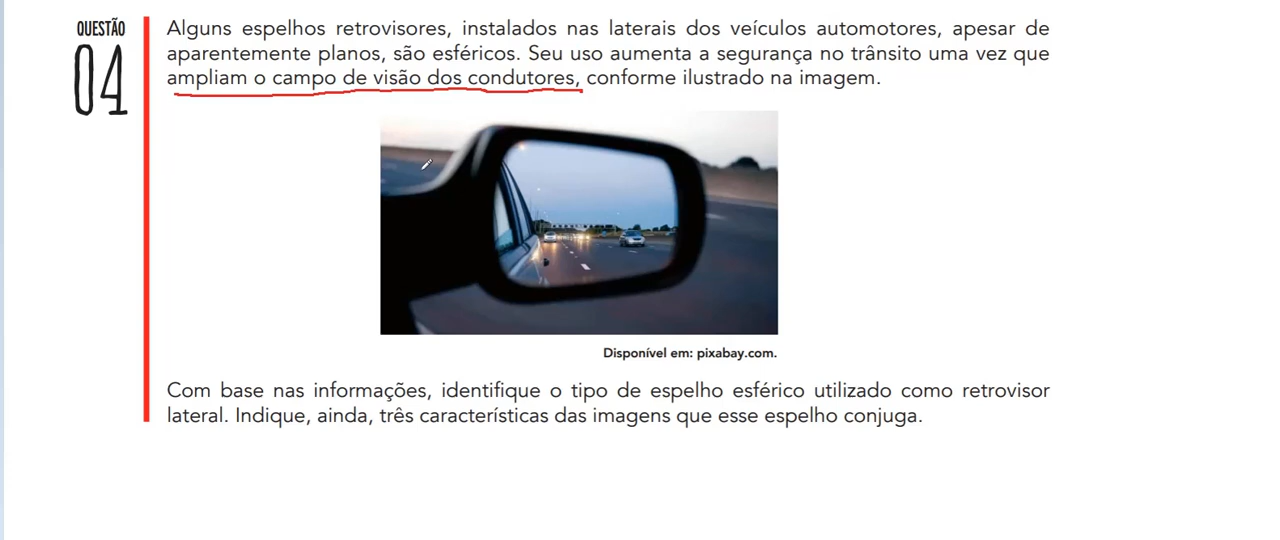 QUESTÃO
04
Alguns espelhos retrovisores, instalados nas laterais dos veículos automotores, apesar de
aparentemente planos, são esféricos. Seu uso aumenta a segurança no trânsito uma vez que
ampliam o campo de visão dos condutores, conforme ilustrado na imagem.
Disponível em: pixabay.com.
Com base nas informações, identifique o tipo de espelho esférico utilizado como retrovisor
lateral. Indique, ainda, três características das imagens que esse espelho conjuga.